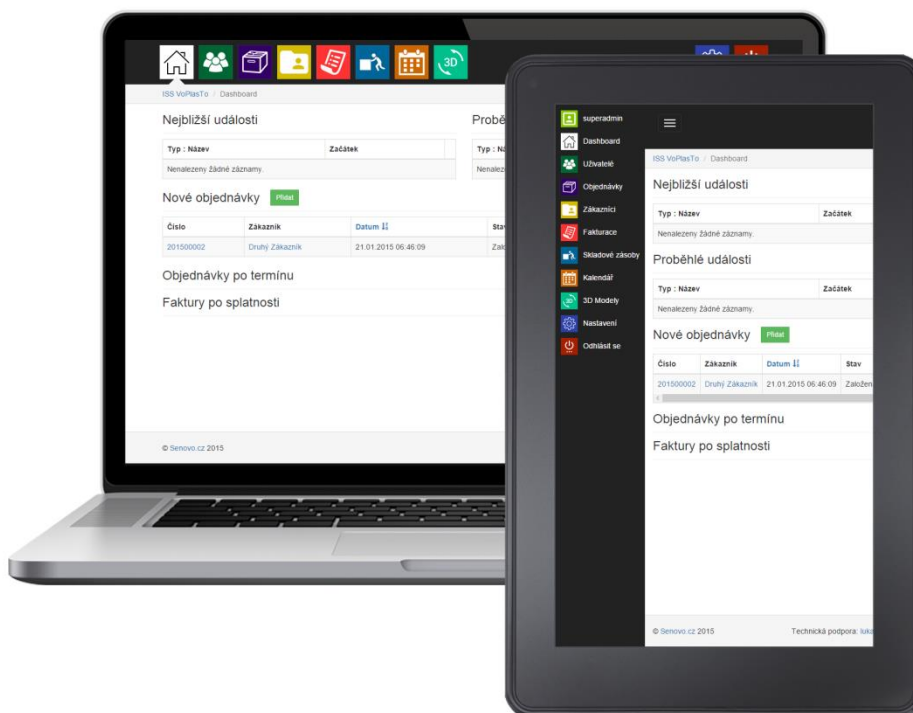 3D
ISS VoPlasTo / Dashboard
Nejbližší události
Typ : Název Začátek
Nenalezeny žádné záznamy.
Nové objednávky Přidat
Číslo Zákazník Datum
201500002 Druhý Zákazník 21.01.2015 06:46:09
Objednávky po termínu
Faktury po splatnosti
© Senovo.cz 2015
superadmin
Dashboard
Uživatelé
Objednávky
Zákazníci
Fakturace
Skladové zásoby
Kalendář
3D 3D Modely
Nastavení
Odhlásit se
ISS VoPlasTo / Dashboard
Nejbližší události
Typ : Název Začátek
Nenalezeny žádné záznamy.
Proběhlé události
Typ : Název Začátek
Nenalezeny žádné záznamy.
Nové objednávky Přidat
Číslo Zákazník Datum Stav
201500002 Druhý Zákazník 21.01.2015 06:46:09 Založen
Objednávky po termínu
Faktury po splatnosti
© Senovo.cz 2015 Technická podpora: luka